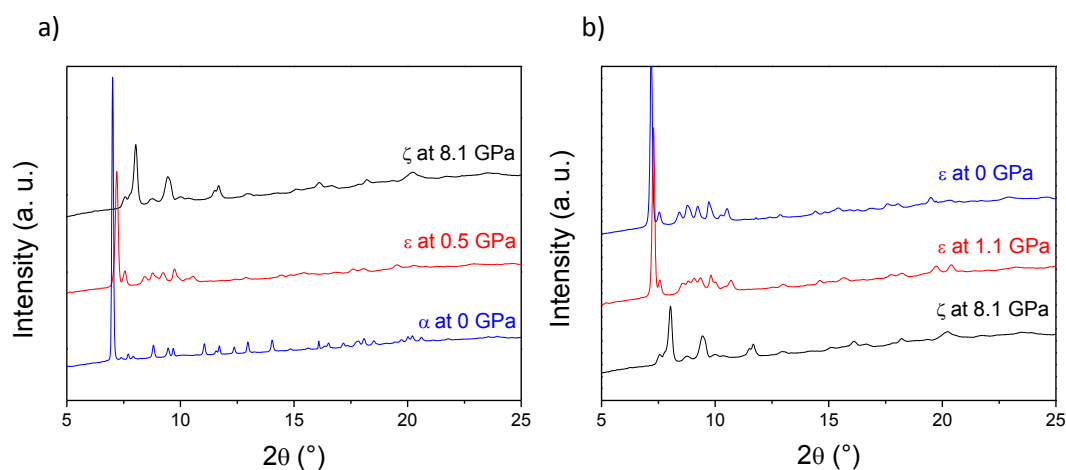 a)
Intensity (a. u.)
ζ at 8.1 GPa
ε at 0.5 GPa
α at 0 GPa
5 10 15 20 25
2θ (°)
b)
Intensity (a. u.)
ε at 0 GPa
ε at 1.1 GPa
ζ at 8.1 GPa
5 10 15 20 25
2θ (°)